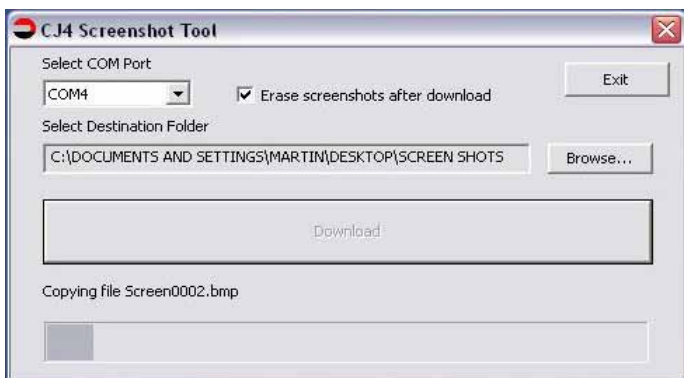 CJ4 Screenshot Tool
Select COM Port
COM4
Erase screenshots after download
Exit
Select Destination Folder
C:\DOCUMENTS AND SETTINGS\MARTIN\DESKTOP\SCREEN SHOTS
Browse...
Download
Copying file Screen0002.bmp